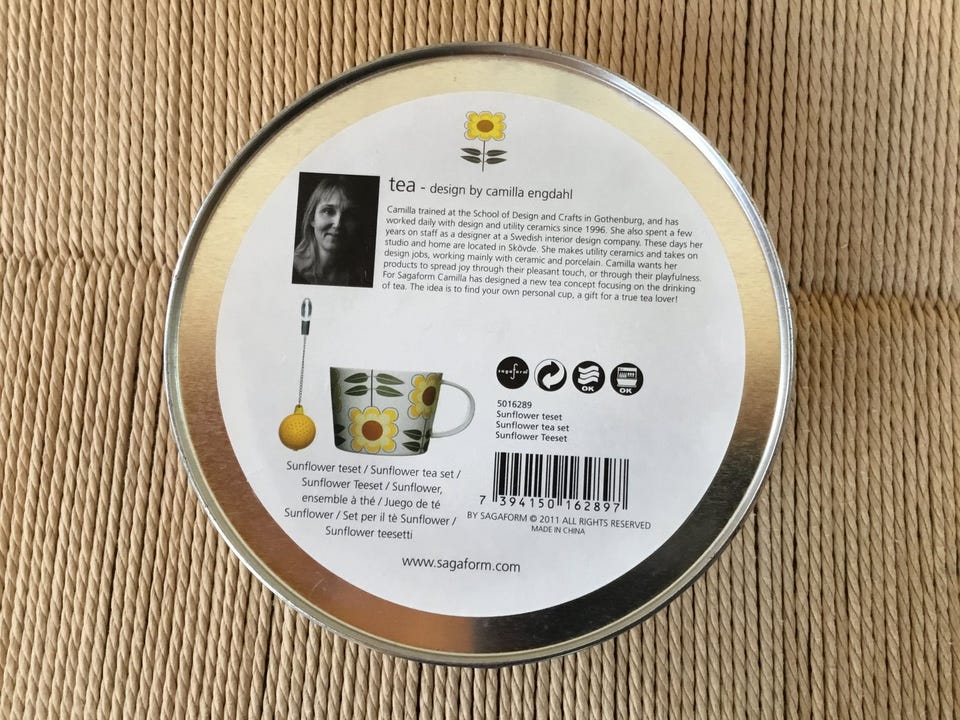 tea - design by camilla engdahl
Camilla trained at the School of Design and Crafts in Gothenburg, and has
worked daily with design and utility ceramics since 1996. She also spent a few
years on staff as a designer at a Swedish interior design company. These days her
studio and home are located in Skövde. She makes utility ceramics and takes on
design jobs, working mainly with ceramic and porcelain. Camilla wants her
products to spread joy through their pleasant touch, or through their playfulness.
For Sagaform Camilla has designed a new tea concept focusing on the drinking
of tea. The idea is to find your own personal cup, a gift for a true tea lover!
sagaform
OK
OK
5016289
Sunflower teset
Sunflower tea set
Sunflower Teeset
Sunflower teset / Sunflower tea set /
Sunflower Teeset / Sunflower,
ensemble à thé / Juego de té
Sunflower / Set per il tè Sunflower /
Sunflower teesetti
7 394150 162897
BY SAGAFORM © 2011 ALL RIGHTS RESERVED
MADE IN CHINA
www.sagaform.com